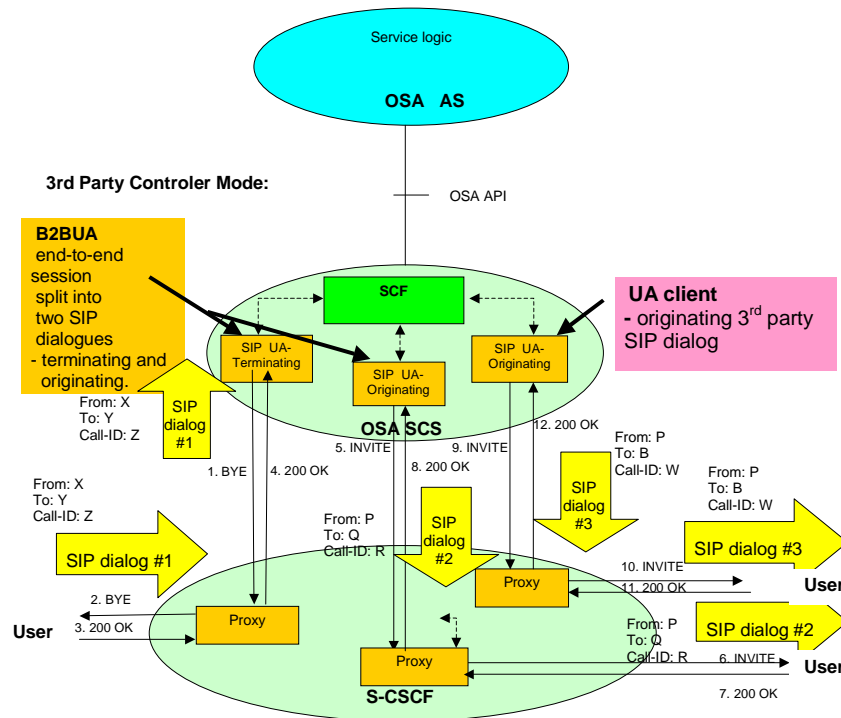 Service logic
OSA AS
3rd Party Controler Mode:
OSA API
B2BUA
end-to-end
session
split into
two SIP
dialogues
- terminating and
originating.
SCF
UA client
- originating 3rd party
SIP dialog
SIP UA-
Terminating
SIP UA-
Originating
SIP UA-
Originating
OSA SCS
From: X
To: Y
Call-ID: Z
SIP
dialog
#1
1. BYE
4. 200 OK
5. INVITE
8. 200 OK
9. INVITE
12. 200 OK
From: P
To: B
Call-ID: W
From: X
To: Y
Call-ID: Z
SIP dialog #1
From: P
To: Q
Call-ID: R
SIP
dialog
#2
SIP
dialog
#3
From: P
To: B
Call-ID: W
SIP dialog #3
10. INVITE
11. 200 OK
User
Proxy
2. BYE
3. 200 OK
User
Proxy
From: P
To: Q
Call-ID: R
SIP dialog #2
Proxy
6. INVITE
7. 200 OK
User
S-CSCF